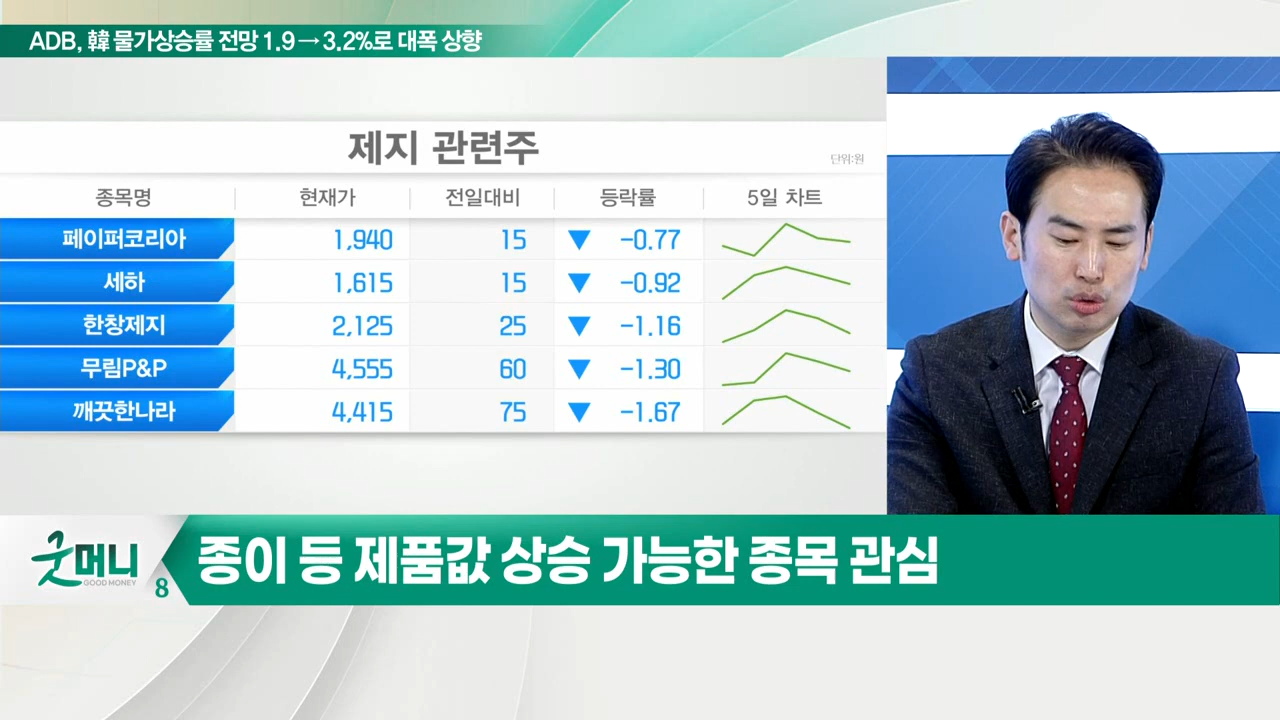 ADB, 韓 물가상승률 전망 1.9→3.2%로 대폭 상향
제지 관련주
단위:원
종목명 현재가 전일대비 등락률 5일 차트
페이퍼코리아 1,940 15 ▼ -0.77
세하 1,615 15 ▼ -0.92
한창제지 2,125 25 ▼ -1.16
무림P&P 4,555 60 ▼ -1.30
깨끗한나라 4,415 75 ▼ -1.67
굿머니
GOOD MONEY
8
종이 등 제품값 상승 가능한 종목 관심